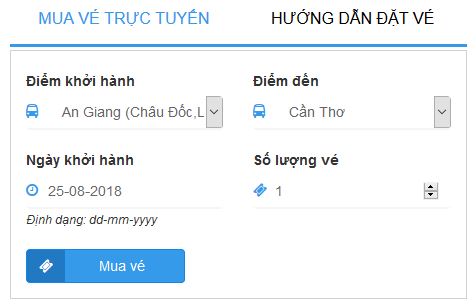 MUA VÉ TRỰC TUYẾN
HƯỚNG DẪN ĐẶT VÉ
Điểm khởi hành
Điểm đến
An Giang (Châu Đốc,L
Cần Thơ
Ngày khởi hành
Số lượng vé
25-08-2018
1
Định dạng: dd-mm-yyyy
Mua vé